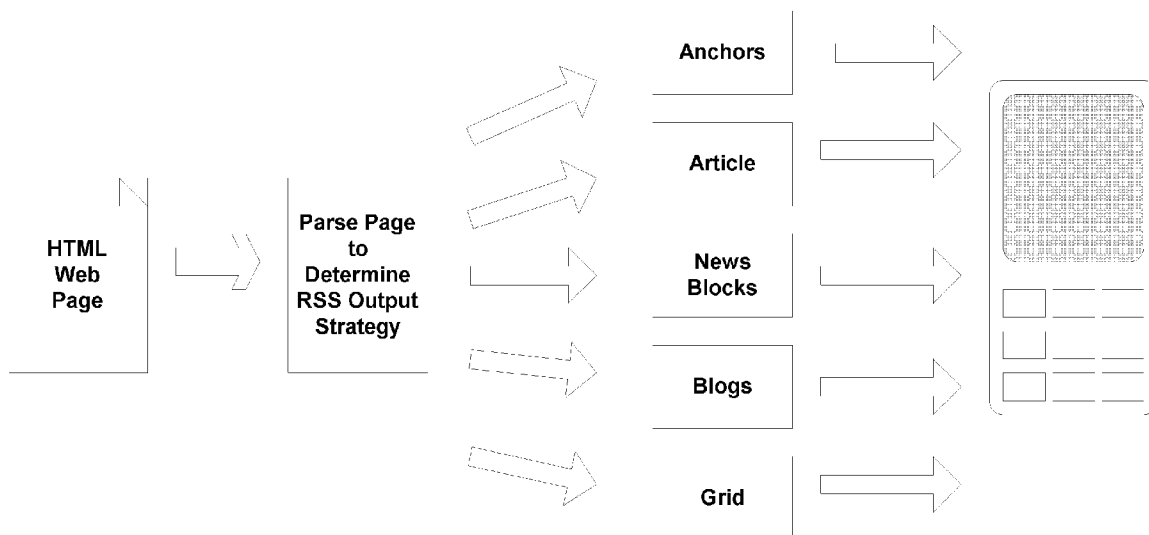 HTML
Web
Page
Parse Page
to
Determine
RSS Output
Strategy
Anchors
Article
News
Blocks
Blogs
Grid